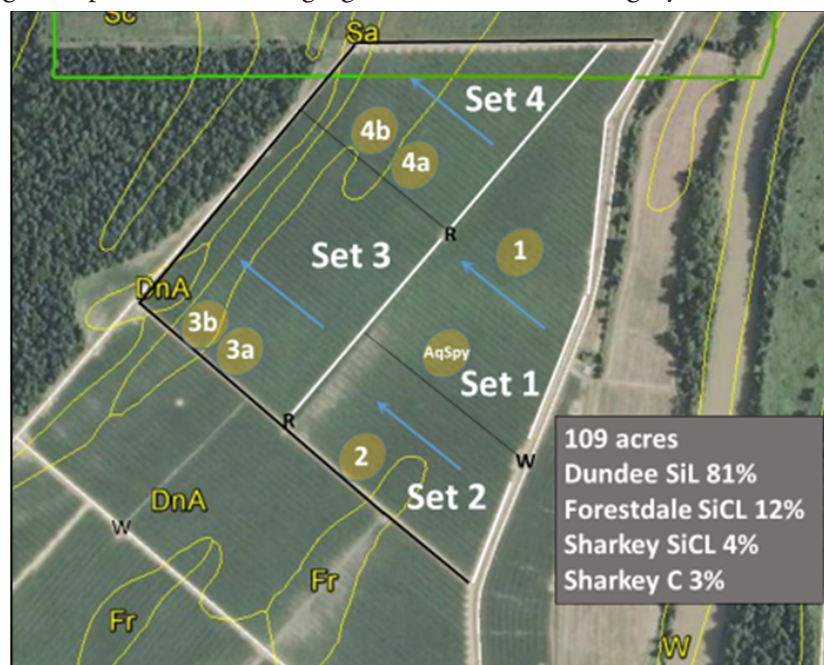 Sc
Sa
Set 4
4b
4a
R
1
Set 3
DnA
3b
3a
AqSpy
Set 1
R
W
2
Set 2
109 acres
Dundee SiL 81%
Forestdale SiCL 12%
Sharkey SiCL 4%
Sharkey C 3%
DnA
W
Fr
Fr
W